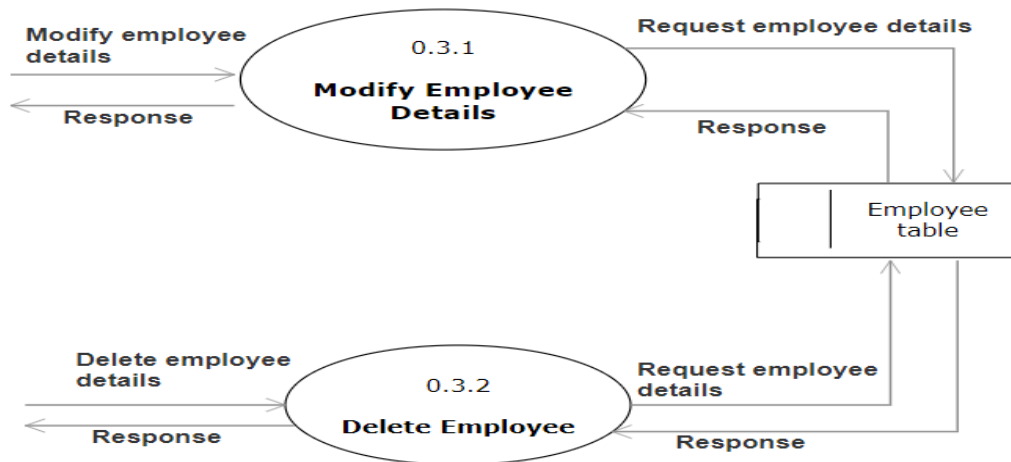 Modify employee
details
Response
0.3.1
Modify Employee
Details
Request employee details
Response
Employee
table
Delete employee
details
Response
0.3.2
Delete Employee
Request employee
details
Response